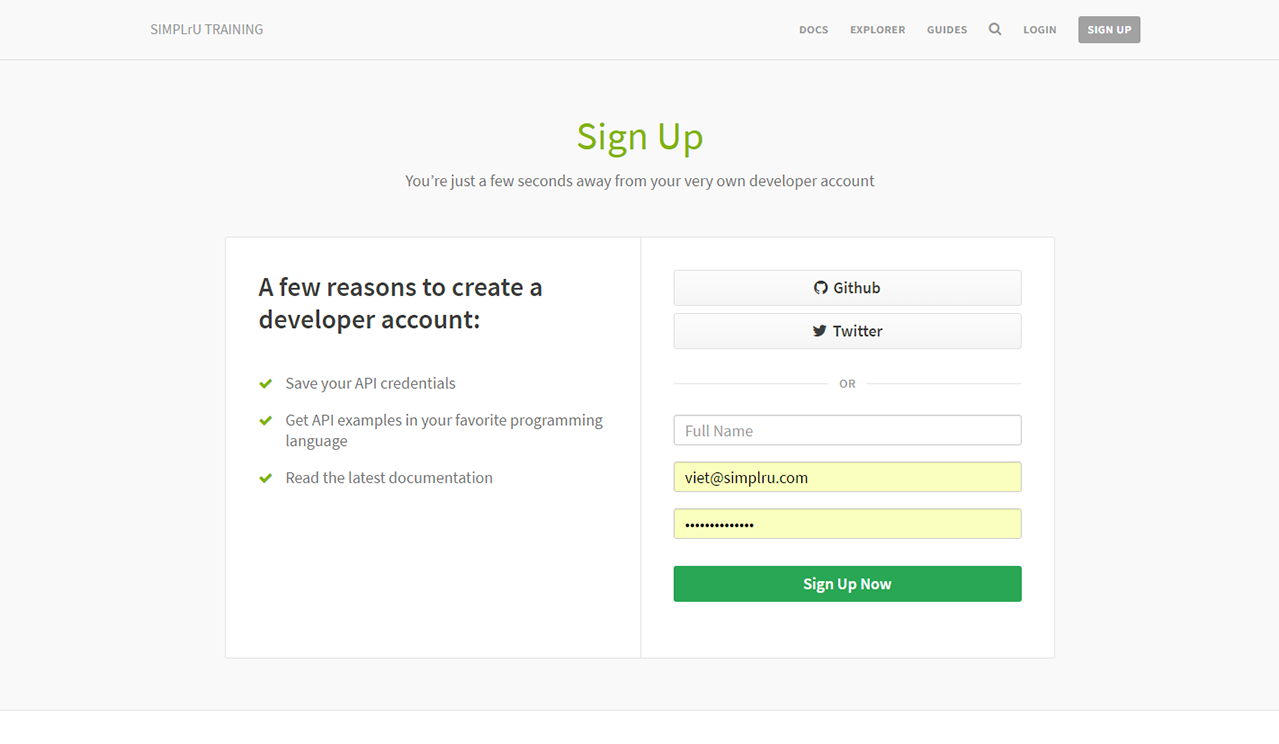 SIMPLrU TRAINING
DOCS
EXPLORER
GUIDES
LOGIN
SIGN UP
Sign Up
You’re just a few seconds away from your very own developer account
A few reasons to create a
developer account:
Save your API credentials
Get API examples in your favorite programming
language
Read the latest documentation
Github
Twitter
OR
Full Name
viet@simplru.com
••••••••••••••
Sign Up Now